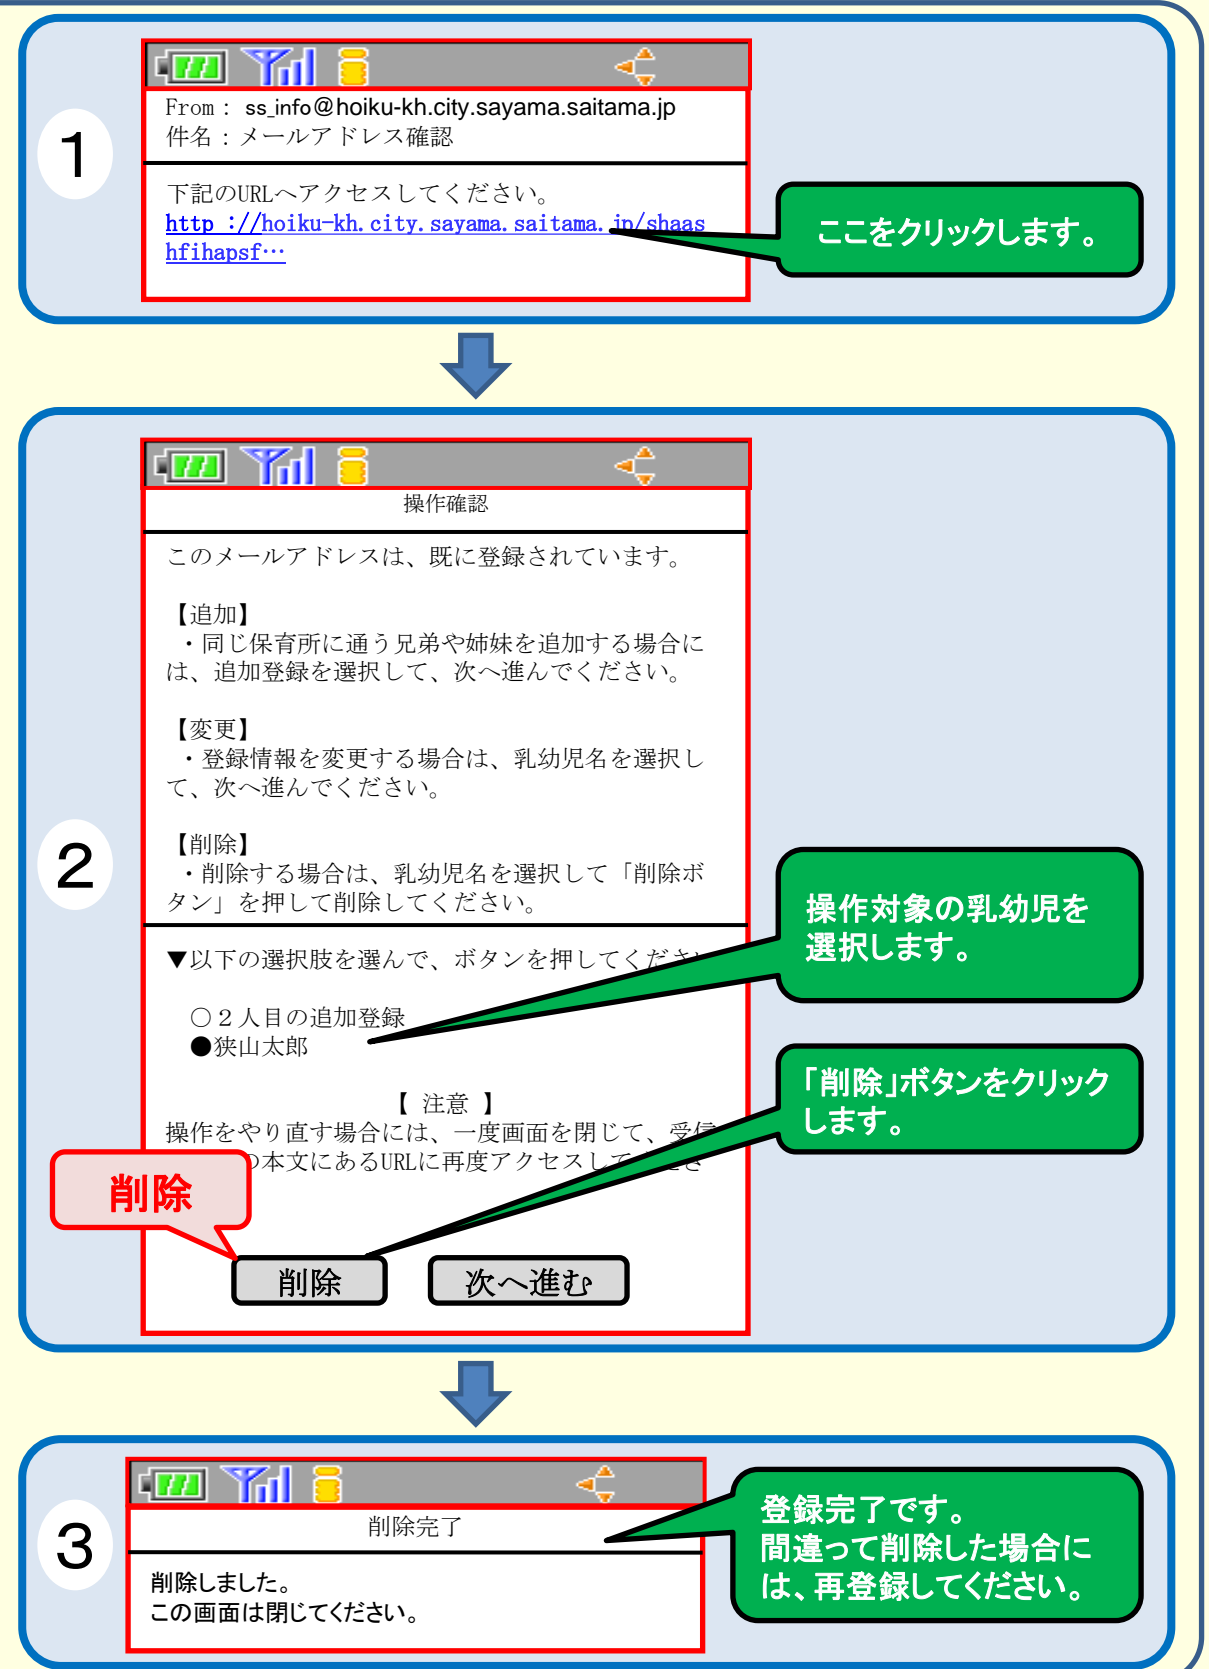 1
From： ss_info@hoiku-kh.city.sayama.saitama.jp
件名：メールアドレス確認
下記のURLへアクセスしてください。
http ://hoiku-kh.city.sayama.saitama.jp/shaas
hfihapsf…
ここをクリックします。
2
操作確認
このメールアドレスは、既に登録されています。
【追加】
・同じ保育所に通う兄弟や姉妹を追加する場合に
は、追加登録を選択して、次へ進んでください。
【変更】
・登録情報を変更する場合は、乳幼児名を選択し
て、次へ進んでください。
【削除】
・削除する場合は、乳幼児名を選択して「削除ボ
タン」を押して削除してください。
▼以下の選択肢を選んで、ボタンを押してください
○２人目の追加登録
●狭山太郎
操作対象の乳幼児を
選択します。
「削除」ボタンをクリック
します。
【 注意 】
操作をやり直す場合には、一度画面を閉じて、受信
の本文にあるURLに再度アクセスしてくださ
削除
削除
次へ進む
3
削除完了
削除しました。
この画面は閉じてください。
登録完了です。
間違って削除した場合に
は、再登録してください。